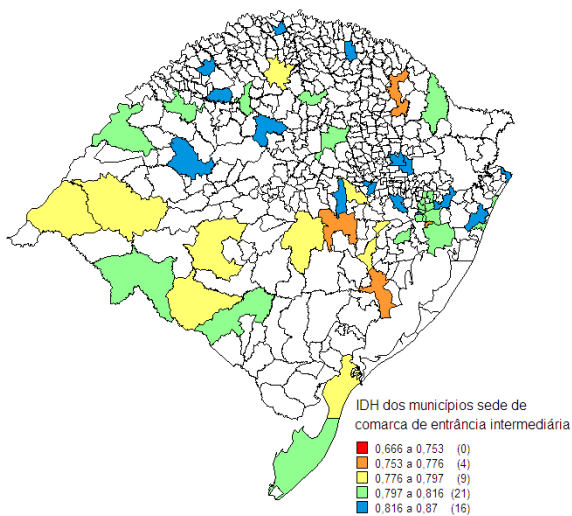 IDH dos municípios sede de
comarca de entrância intermediária
0,666 a 0,753 (0)
0,753 a 0,776 (4)
0,776 a 0,797 (9)
0,797 a 0,816 (21)
0,816 a 0,87 (16)